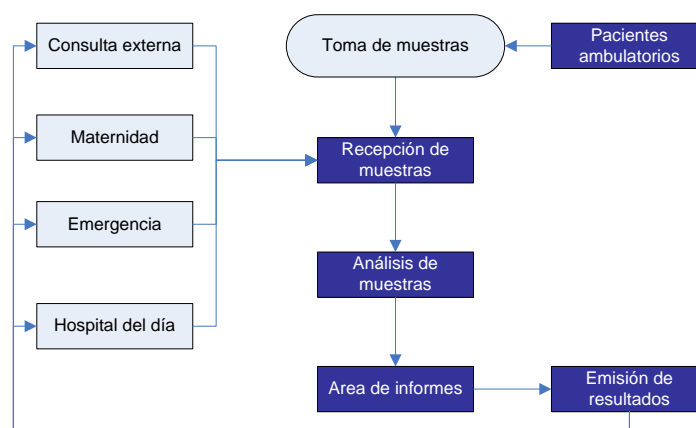 Consulta externa
Toma de muestras
Pacientes
ambulatorios
Maternidad
Recepción de
muestras
Emergencia
Análisis de
muestras
Hospital del día
Area de informes
Emisión de
resultados